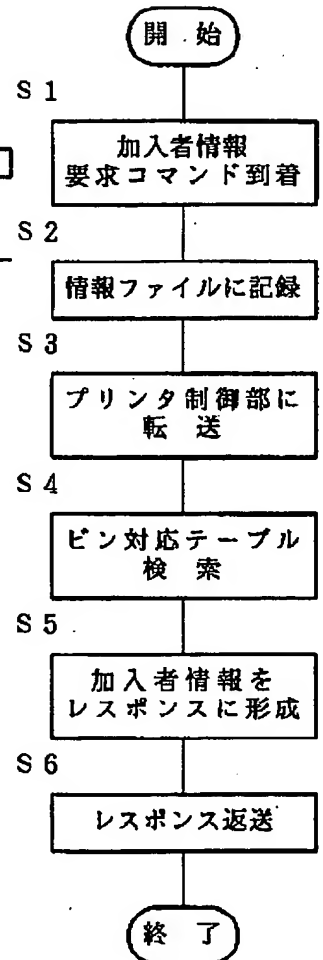 開 始
S 1
加入者情報
要求コマンド到着
S 2
情報ファイルに記録
S 3
プリンタ制御部に
転 送
S 4
ビン対応テーブル
検 索
S 5
加入者情報を
レスポンスに形成
S 6
レスポンス返送
終 了